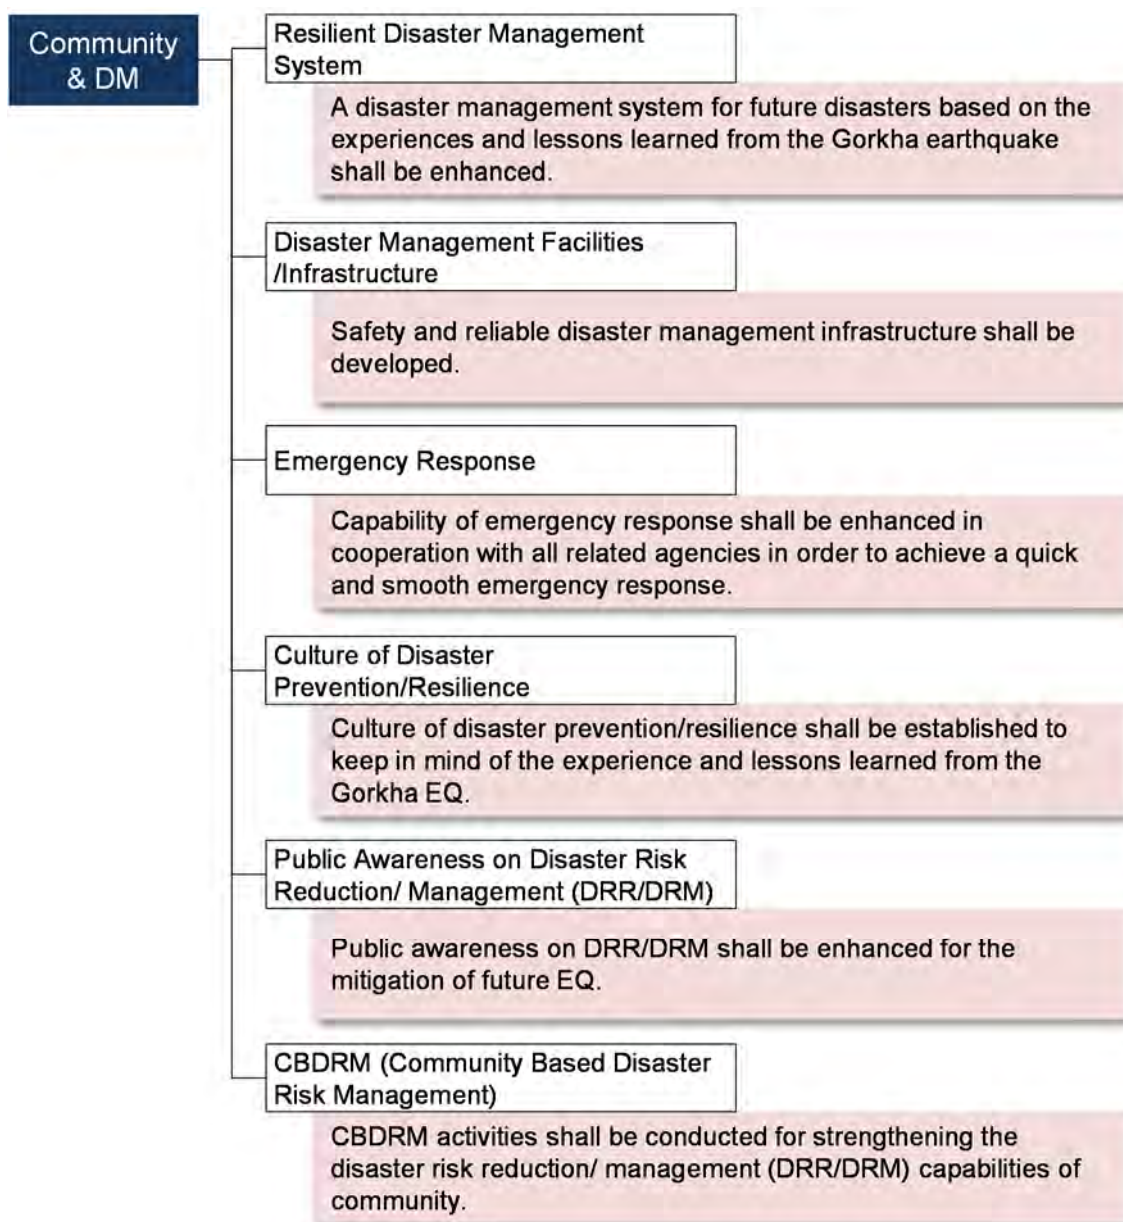 Community
& DM
Resilient Disaster Management
System
A disaster management system for future disasters based on the
experiences and lessons learned from the Gorkha earthquake
shall be enhanced.
Disaster Management Facilities
/Infrastructure
Safety and reliable disaster management infrastructure shall be
developed.
Emergency Response
Capability of emergency response shall be enhanced in
cooperation with all related agencies in order to achieve a quick
and smooth emergency response.
Culture of Disaster
Prevention/Resilience
Culture of disaster prevention/resilience shall be established to
keep in mind of the experience and lessons learned from the
Gorkha EQ.
Public Awareness on Disaster Risk
Reduction/ Management (DRR/DRM)
Public awareness on DRR/DRM shall be enhanced for the
mitigation of future EQ.
CBDRM (Community Based Disaster
Risk Management)
CBDRM activities shall be conducted for strengthening the
disaster risk reduction/ management (DRR/DRM) capabilities of
community.